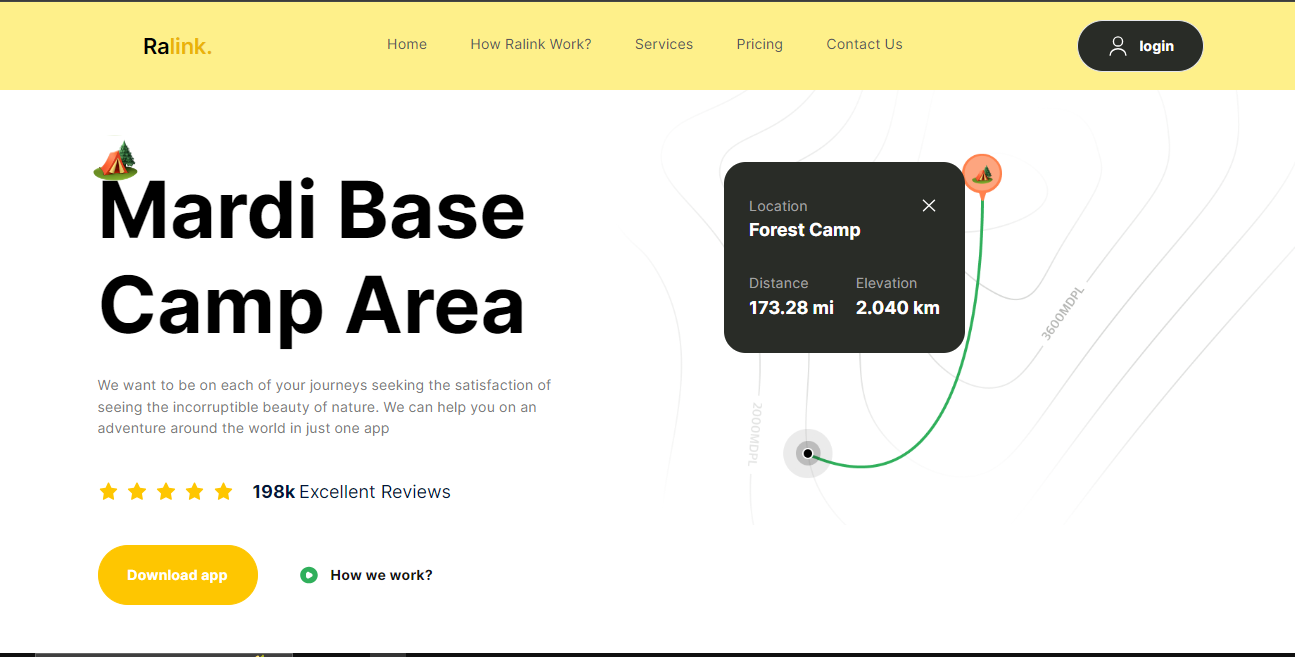 Ralink.
Home
How Ralink Work?
Services
Pricing
Contact Us
login
Mardi Base
Camp Area
We want to be on each of your journeys seeking the satisfaction of
seeing the incorruptible beauty of nature. We can help you on an
adventure around the world in just one app
198k Excellent Reviews
Download app
How we work?
Location
Forest Camp
Distance
173.28 mi
Elevation
2.040 km
3600MDPL
2000MDPL